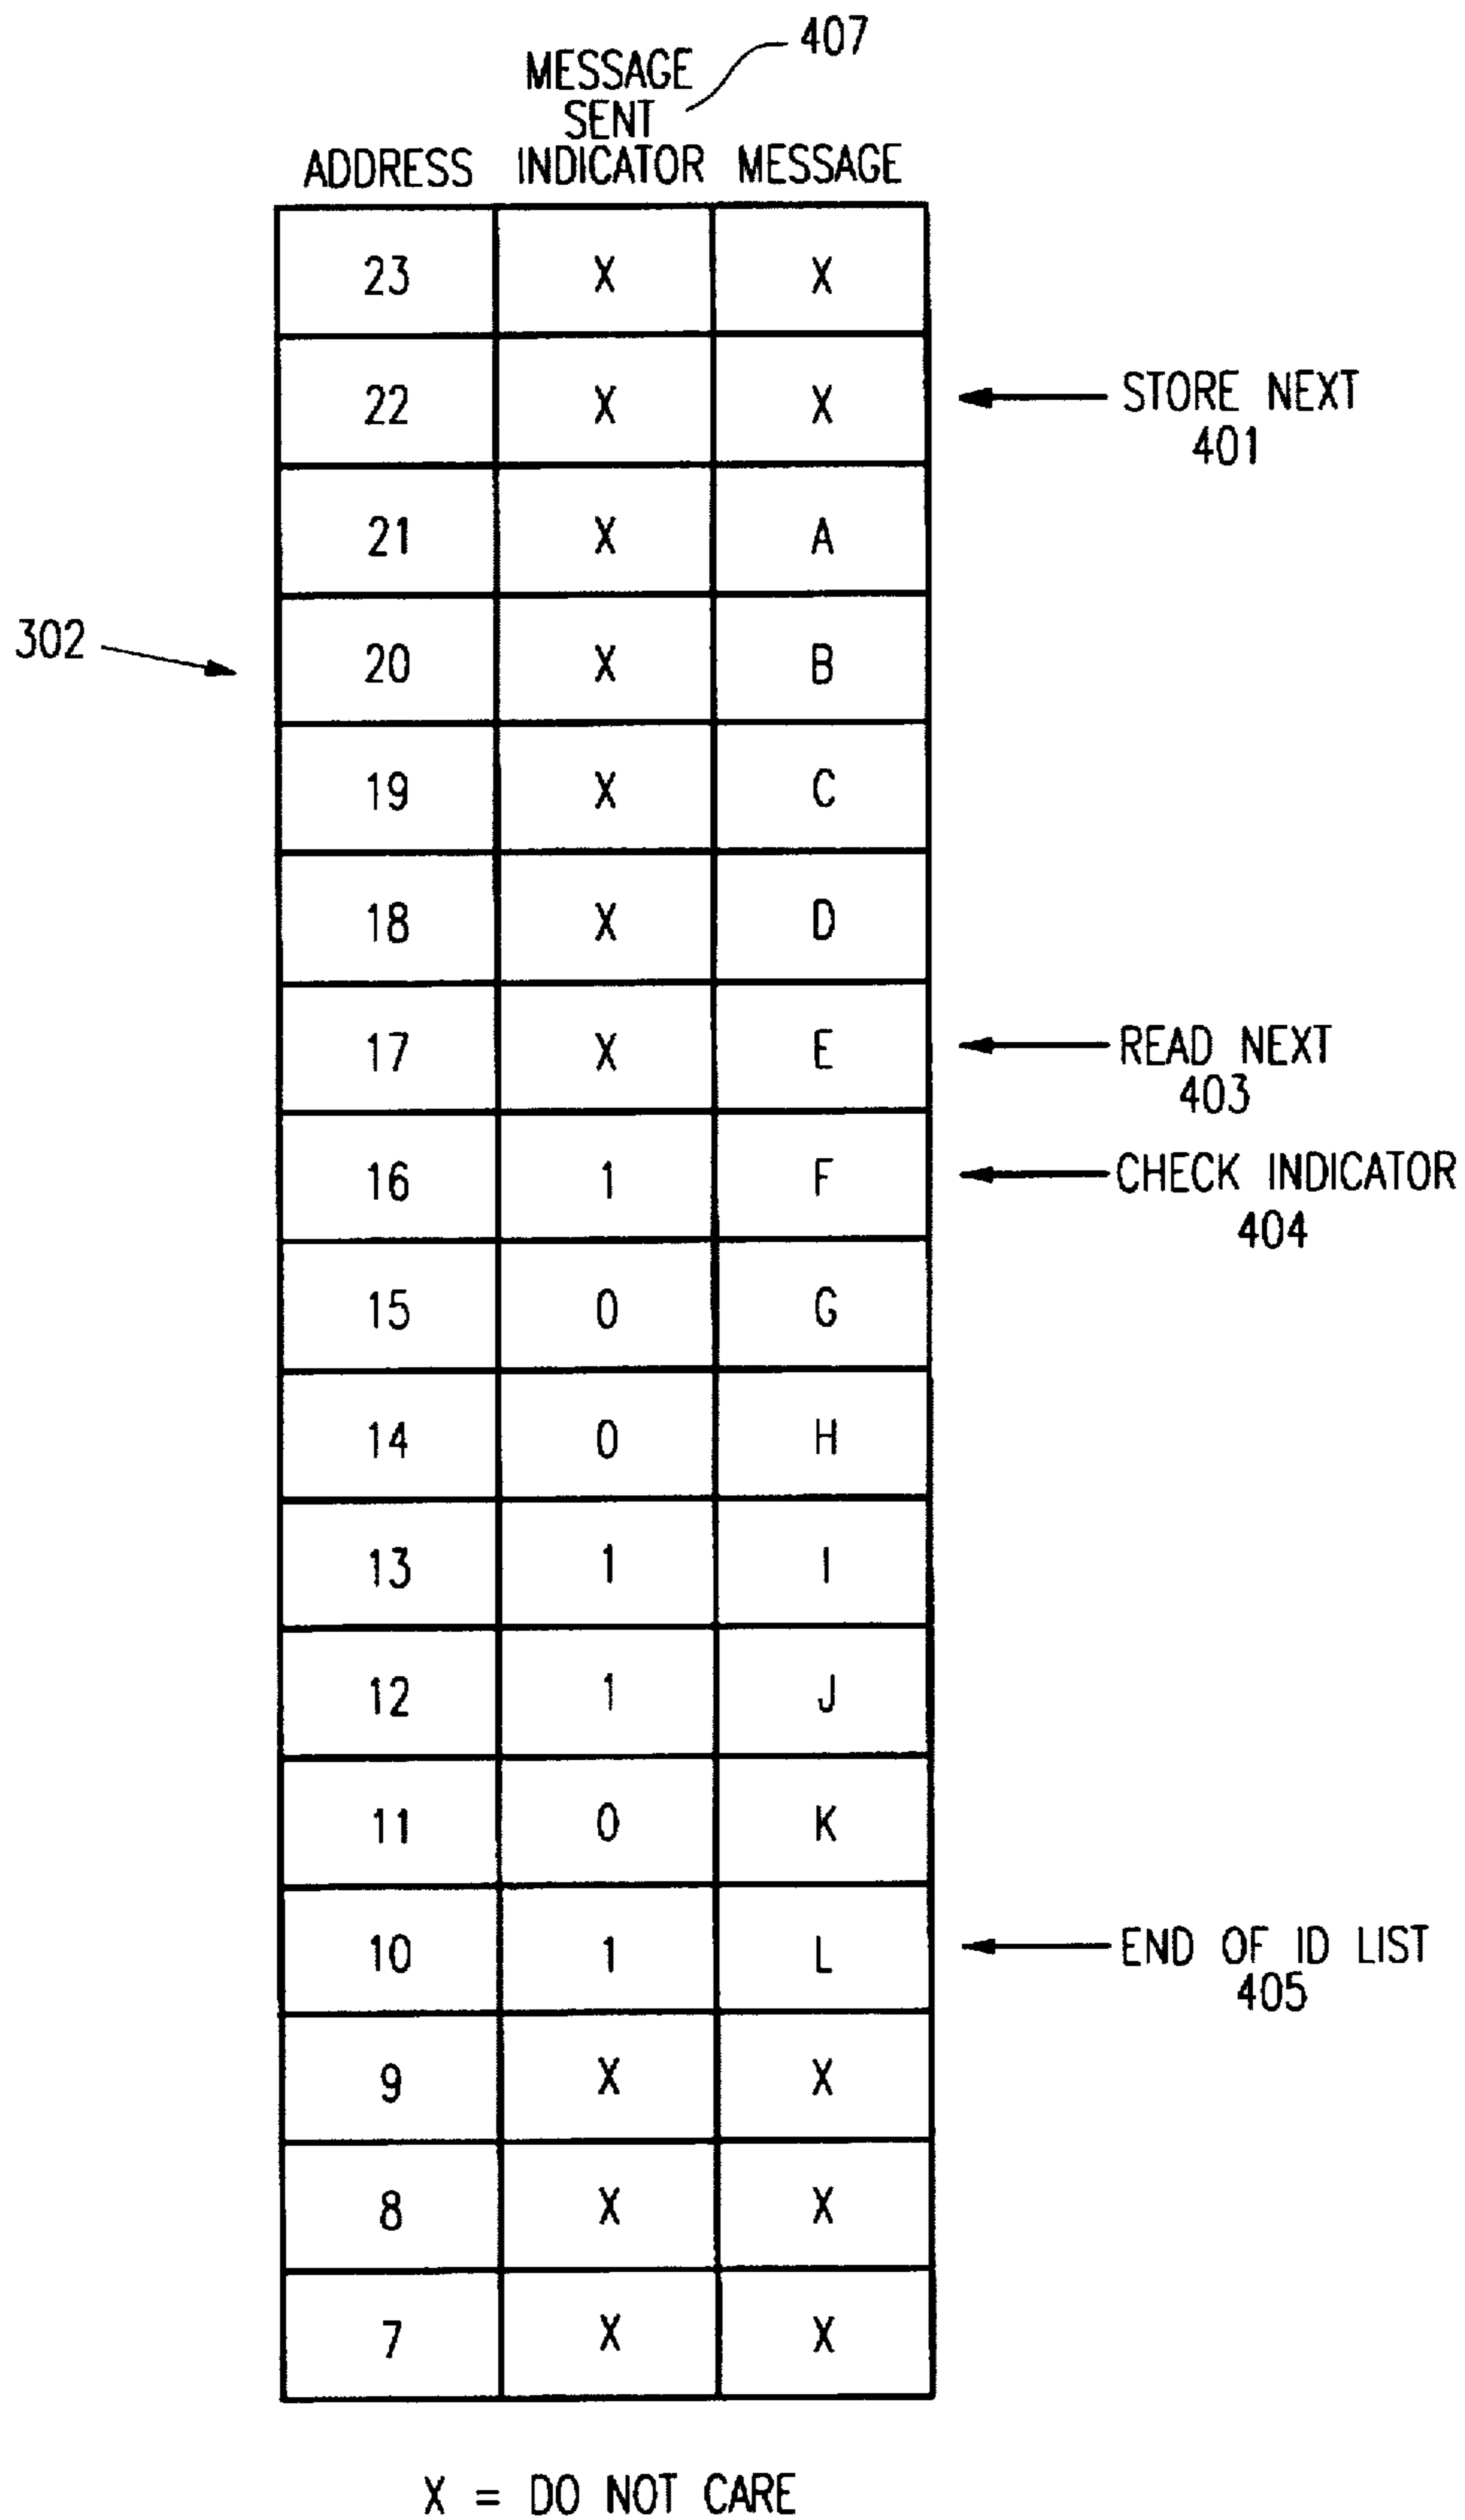 407
MESSAGE
SENT
ADDRESS INDICATOR MESSAGE
23 X X
22 X X
STORE NEXT
401
21 X A
302
20 X B
19 X C
18 X D
17 X E
READ NEXT
403
16 1 F
CHECK INDICATOR
404
15 0 G
14 0 H
13 1 I
12 1 J
11 0 K
10 1 L
END OF ID LIST
405
9 X X
8 X X
7 X X
X = DO NOT CARE